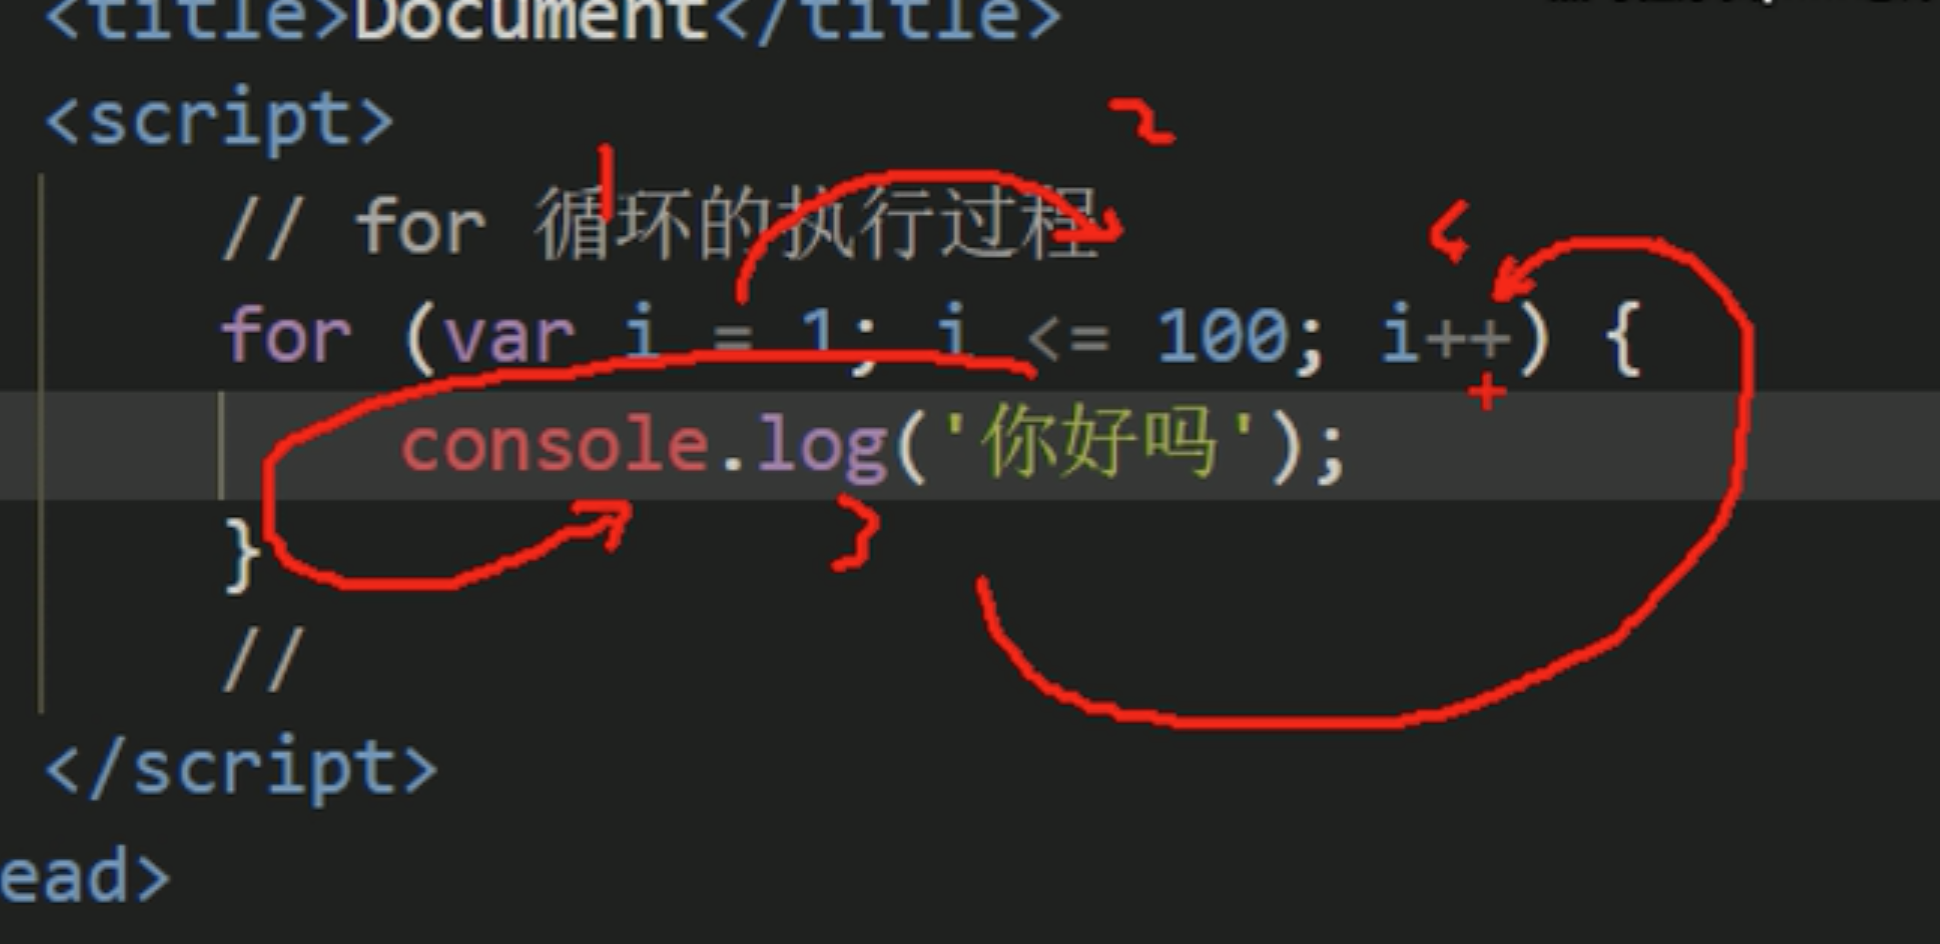 <title>Document</title>
<script>
1
2
// for 循环的执行过程
4
for (var i = 1; i <= 100; i++) {
console.log('你好吗');
3
}
//
</script>
ead>